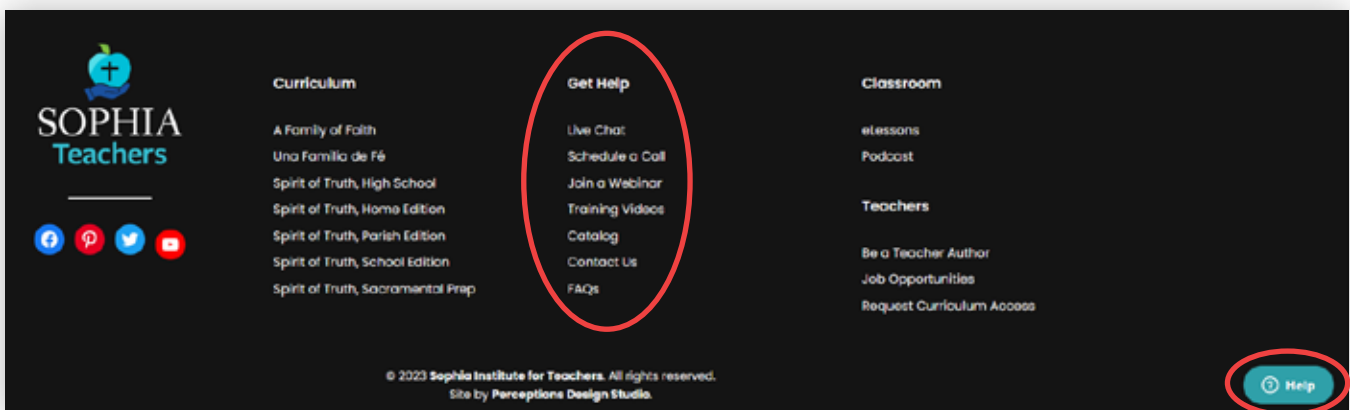 SOPHIA
Teachers
Curriculum
A Family of Faith
Una Familia de Fé
Spirit of Truth, High School
Spirit of Truth, Home Edition
Spirit of Truth, Parish Edition
Spirit of Truth, School Edition
Spirit of Truth, Sacramental Prep
Get Help
Live Chat
Schedule a Call
Join a Webinar
Training Videos
Catalog
Contact Us
FAQs
Classroom
eLessons
Podcast
Teachers
Be a Teacher Author
Job Opportunities
Request Curriculum Access
© 2023 Sophia Institute for Teachers. All rights reserved.
Site by Perceptions Design Studio.
Help